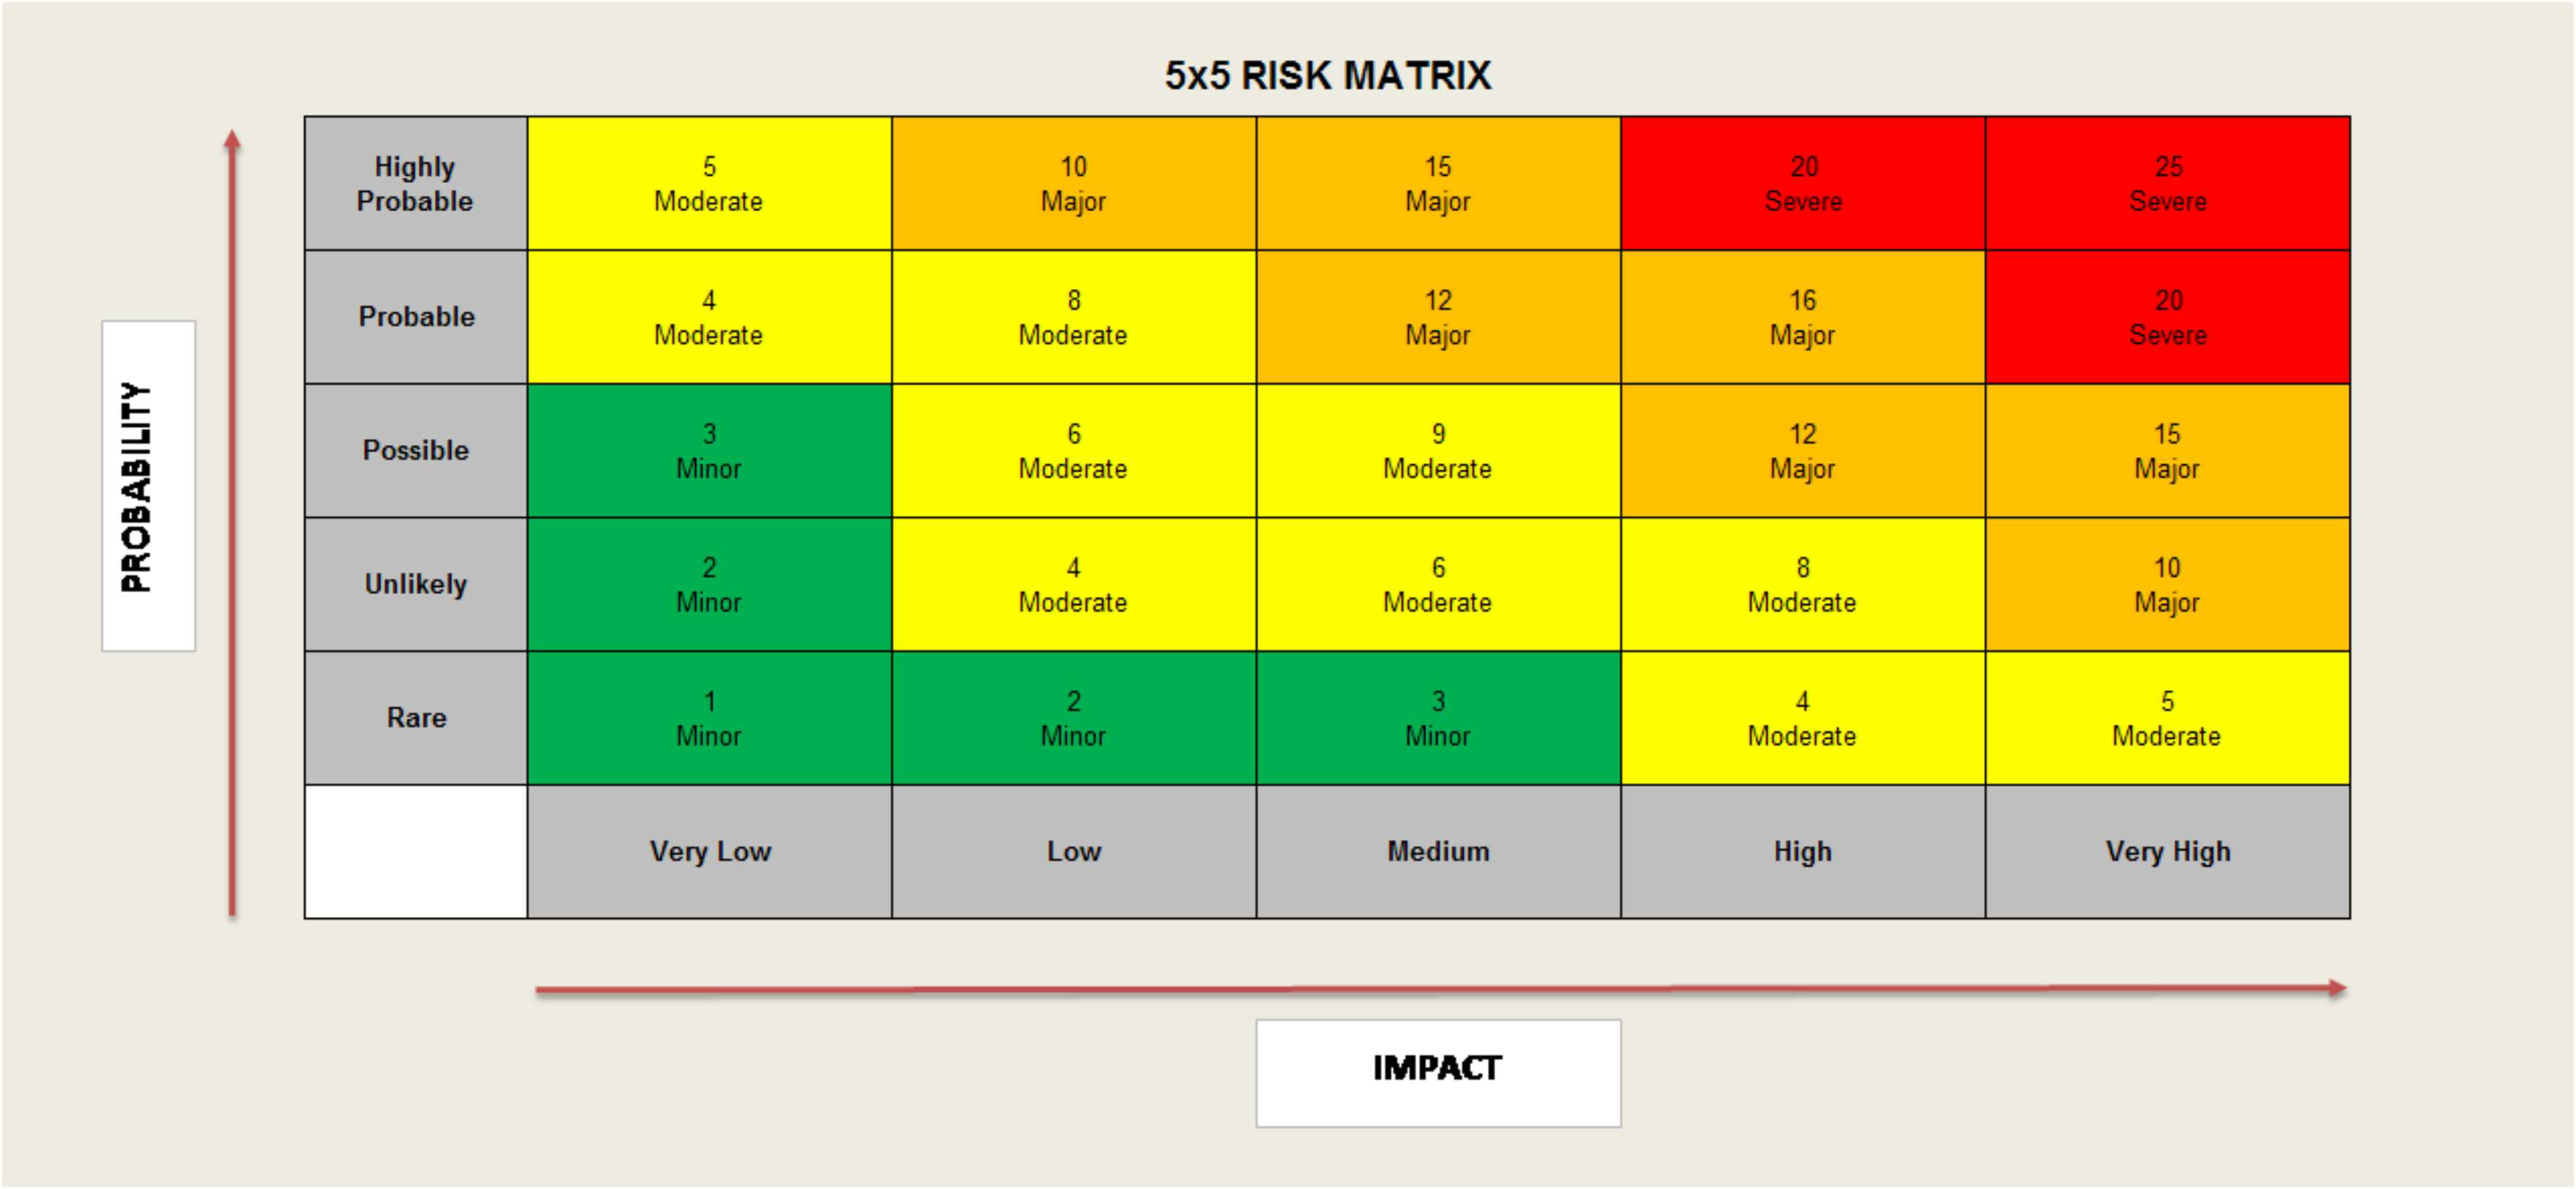 5x5 RISK MATRIX
Highly
Probable
5
Moderate
10
Major
15
Major
20
Severe
25
Severe
Probable
4
Moderate
8
Moderate
12
Major
16
Major
20
Severe
PROBABILITY
Possible
3
Minor
6
Moderate
9
Moderate
12
Major
15
Major
Unlikely
2
Minor
4
Moderate
6
Moderate
8
Moderate
10
Major
Rare
1
Minor
2
Minor
3
Minor
4
Moderate
5
Moderate
Very Low
Low
Medium
High
Very High
IMPACT